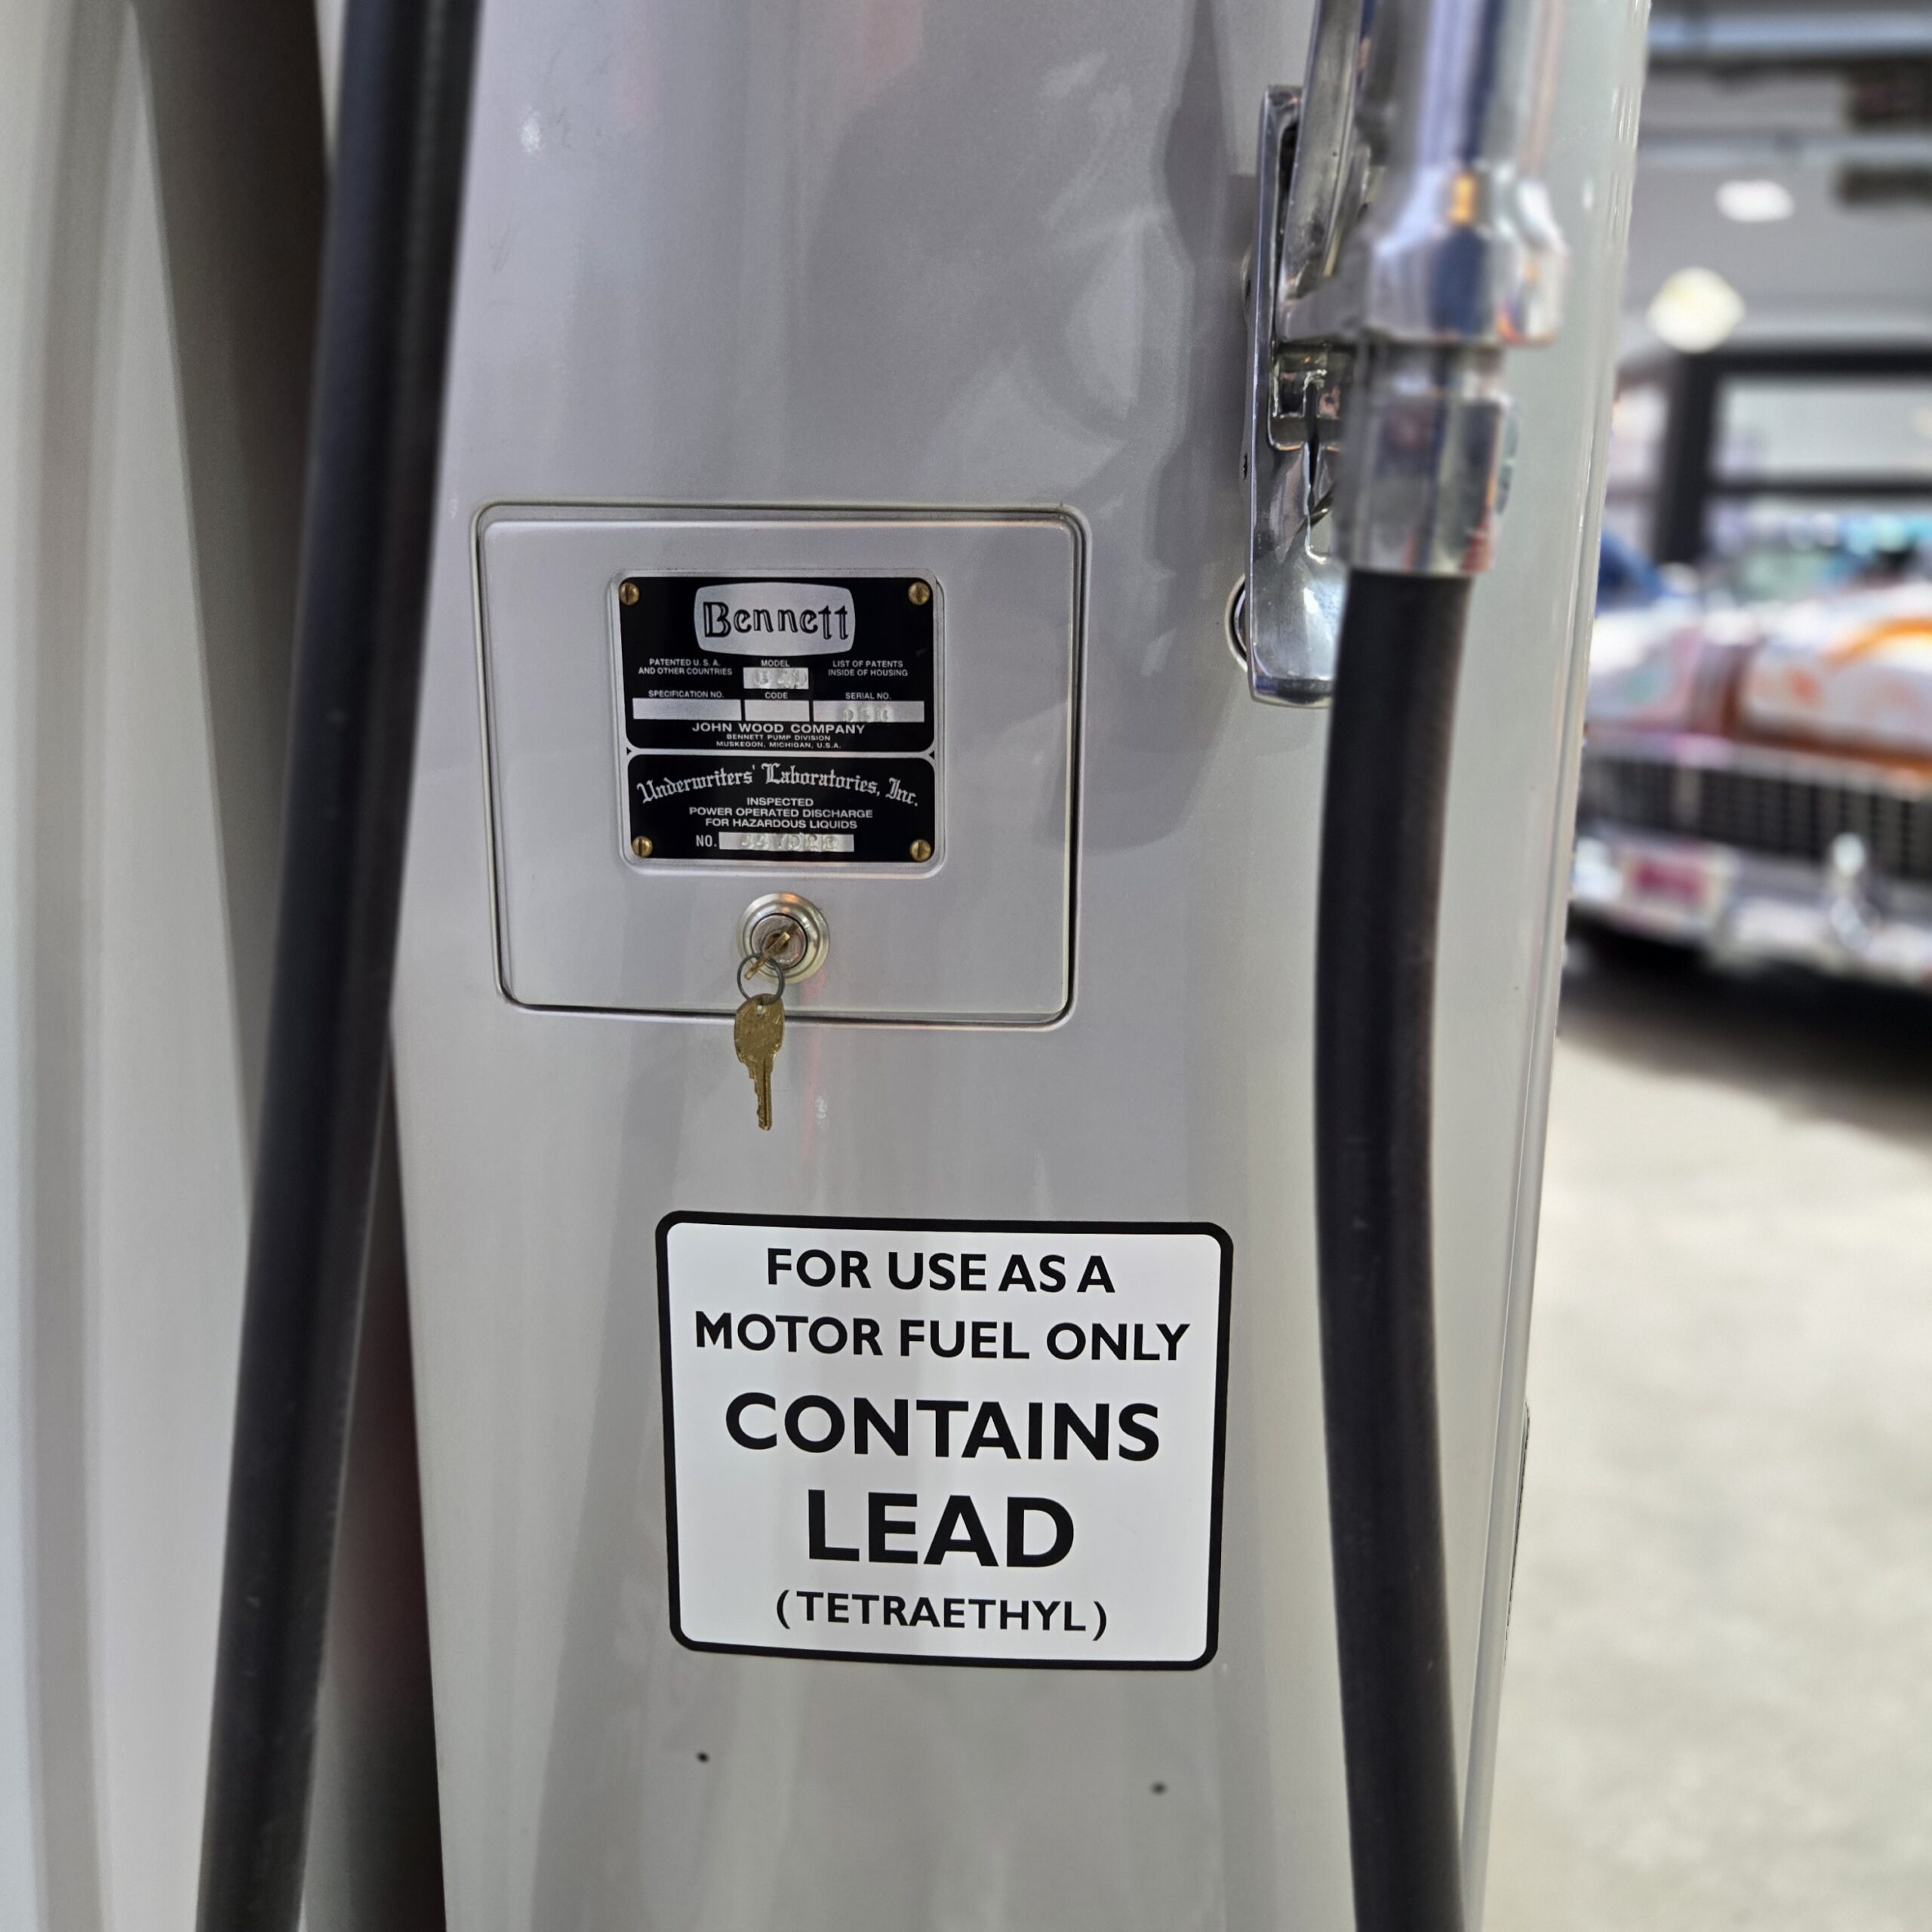 Bennett
PATENTED U.S.A. AND OTHER COUNTRIES
MODEL
LIST OF PATENTS INSIDE OF HOUSING
SPECIFICATION NO.
CODE
SERIAL NO.
JOHN WOOD COMPANY
BENNETT PUMP DIVISION
MUSKEGON, MICHIGAN, U.S.A.
Underwriters' Laboratories, Inc.
INSPECTED
POWER OPERATED DISCHARGE
FOR HAZARDOUS LIQUIDS
NO.
FOR USE AS A
MOTOR FUEL ONLY
CONTAINS
LEAD
(TETRAETHYL)